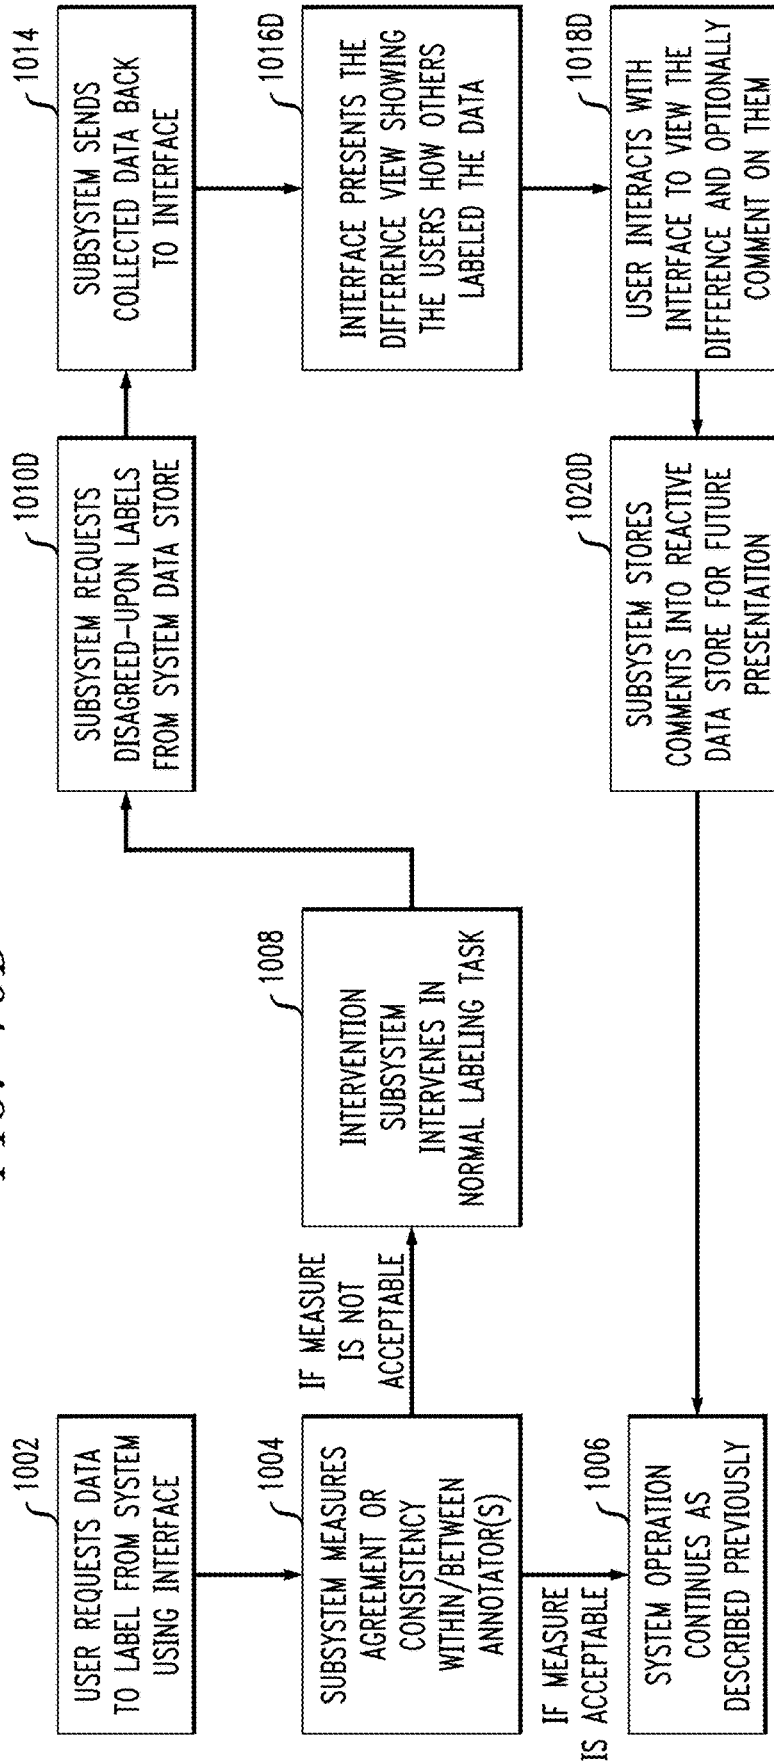 1002
USER REQUESTS DATA
TO LABEL FROM SYSTEM
USING INTERFACE
1004
SUBSYSTEM MEASURES
AGREEMENT OR
CONSISTENCY
WITHIN/BETWEEN
ANNOTATOR(S)
IF MEASURE
IS ACCEPTABLE
1006
SYSTEM OPERATION
CONTINUES AS
DESCRIBED PREVIOUSLY
IF MEASURE
IS NOT
ACCEPTABLE
1008
INTERVENTION
SUBSYSTEM
INTERVENES IN
NORMAL LABELING TASK
1010D
SUBSYSTEM REQUESTS
DISAGREED-UPON LABELS
FROM SYSTEM DATA STORE
1014
SUBSYSTEM SENDS
COLLECTED DATA BACK
TO INTERFACE
1016D
INTERFACE PRESENTS THE
DIFFERENCE VIEW SHOWING
THE USERS HOW OTHERS
LABELED THE DATA
1018D
USER INTERACTS WITH
INTERFACE TO VIEW THE
DIFFERENCE AND OPTIONALLY
COMMENT ON THEM
1020D
SUBSYSTEM STORES
COMMENTS INTO REACTIVE
DATA STORE FOR FUTURE
PRESENTATION